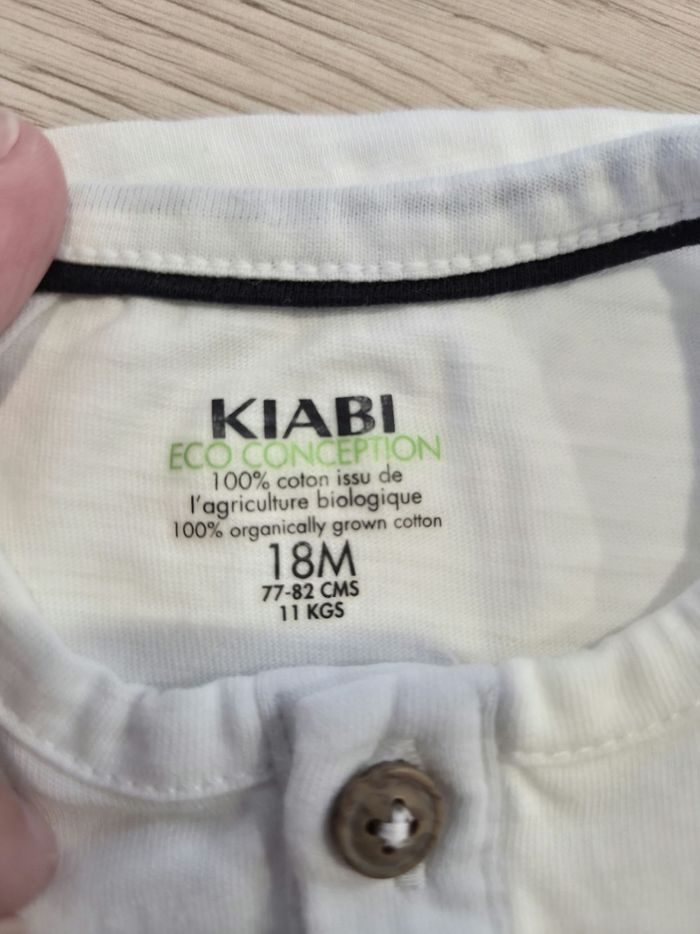 KIABI
ECO CONCEPTION
100% coton issu de
l'agriculture biologique
100% organically grown cotton
18M
77-82 CMS
11 KGS